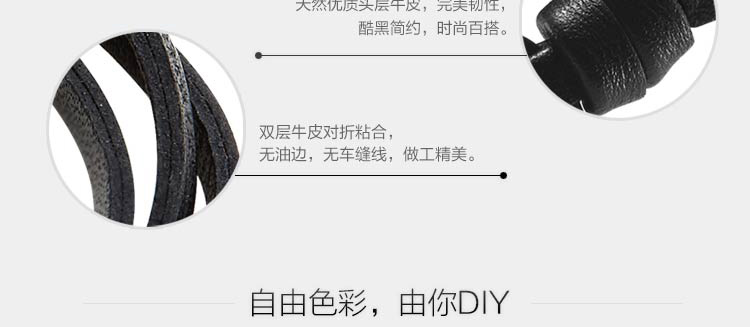 天然优质头层牛皮，完美韧性，
酷黑简约，时尚百搭。
双层牛皮对折粘合，
无油边，无车缝线，做工精美。
自由色彩，由你DIY